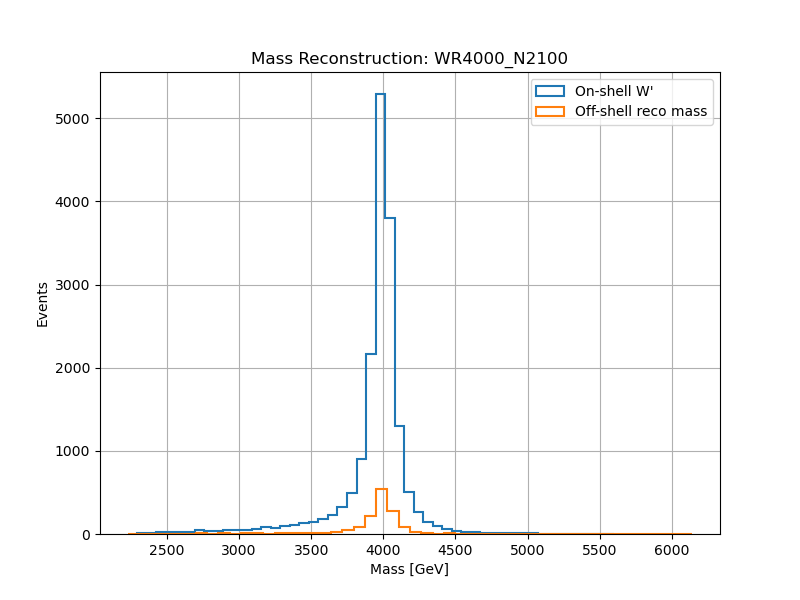 Mass Reconstruction: WR4000_N2100
On-shell W'
Off-shell reco mass
5000
4000
3000
2000
1000
0
Events
2500 3000 3500 4000 4500 5000 5500 6000
Mass [GeV]